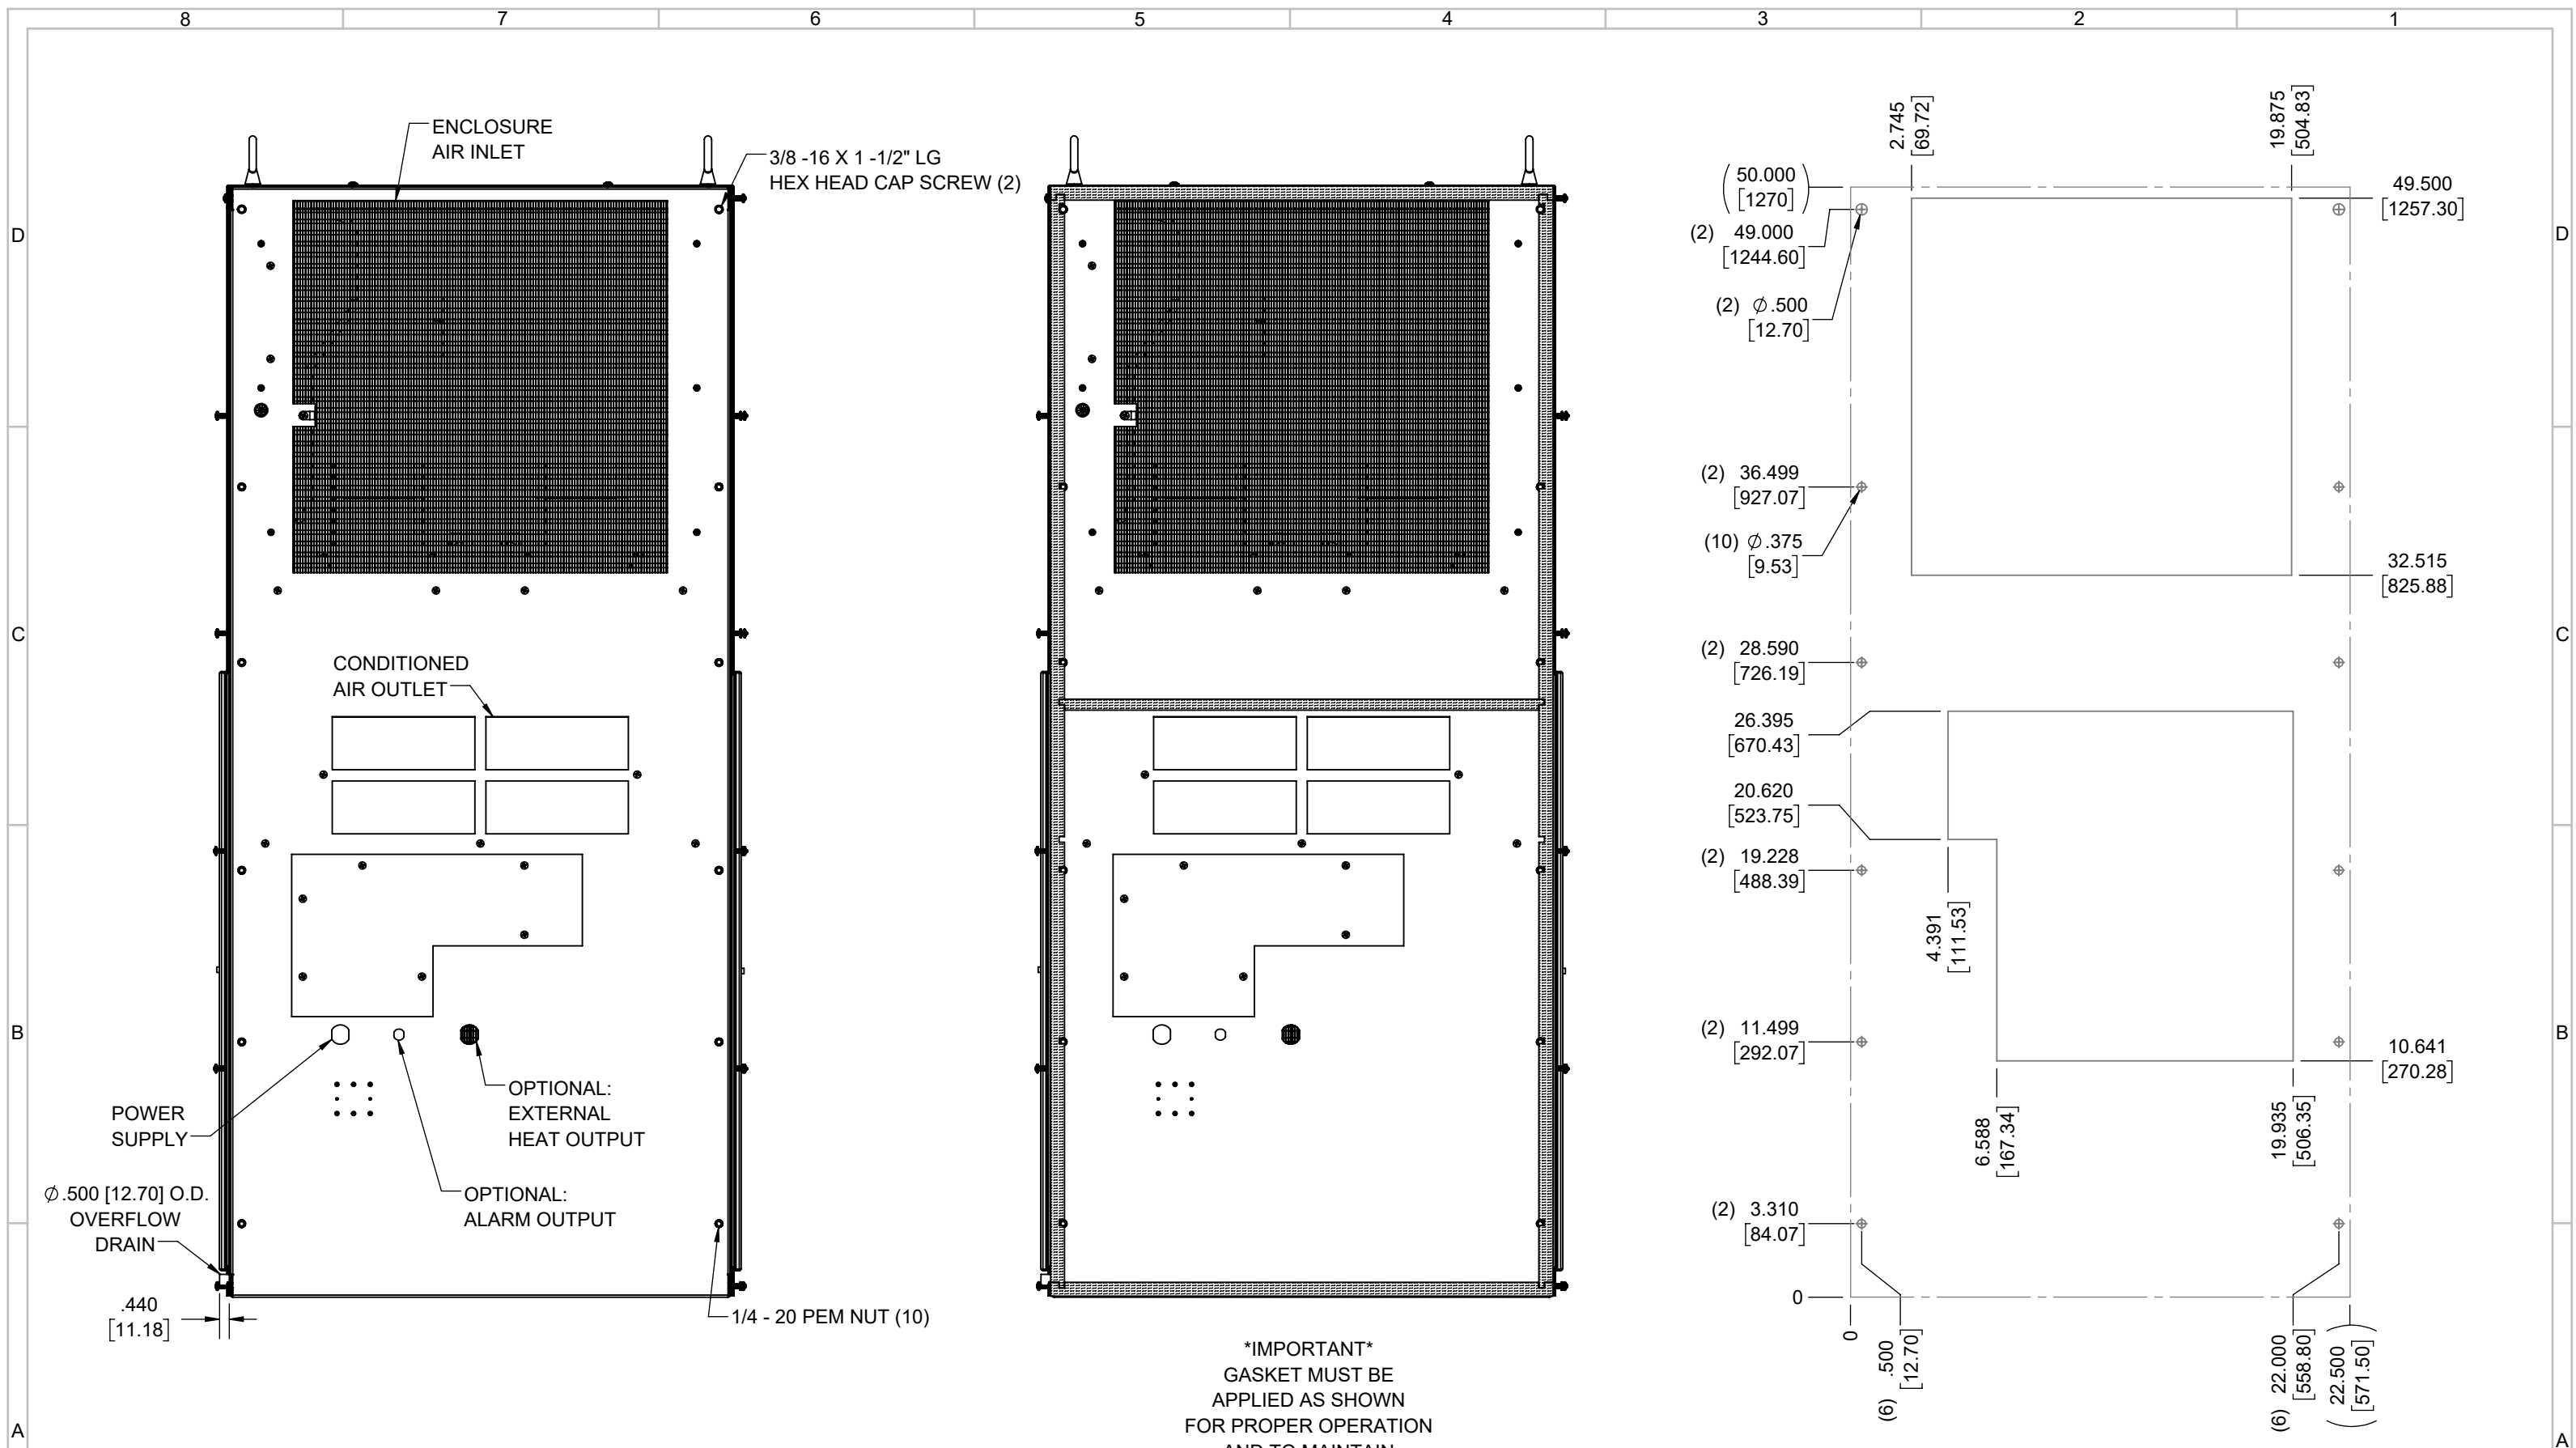 8 7 6 5 4 3 2 1
D
C
B
A
ENCLOSURE
AIR INLET
3/8 -16 X 1 -1/2" LG
HEX HEAD CAP SCREW (2)
CONDITIONED
AIR OUTLET
POWER
SUPPLY
OPTIONAL:
EXTERNAL
HEAT OUTPUT
OPTIONAL:
ALARM OUTPUT
∅.500 [12.70] O.D.
OVERFLOW
DRAIN
.440
[11.18]
1/4 - 20 PEM NUT (10)
*IMPORTANT*
GASKET MUST BE
APPLIED AS SHOWN
FOR PROPER OPERATION
AND TO MAINTAIN
2.745
[69.72]
19.875
[504.83]
(50.000
[1270])
49.500
[1257.30]
(2) 49.000
[1244.60]
(2) ∅.500
[12.70]
(2) 36.499
[927.07]
(10) ∅.375
[9.53]
32.515
[825.88]
(2) 28.590
[726.19]
26.395
[670.43]
20.620
[523.75]
(2) 19.228
[488.39]
4.391
[111.53]
(2) 11.499
[292.07]
10.641
[270.28]
6.588
[167.34]
19.935
[506.35]
(2) 3.310
[84.07]
0
0
(6) .500
[12.70]
(6) 22.000
[558.80]
(22.500
[571.50])
D
C
B
A